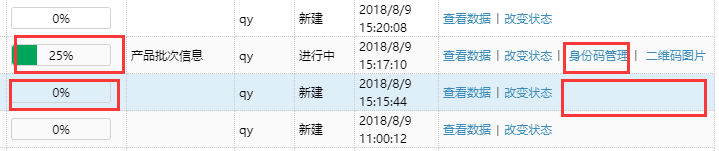 0% qy 新建 2018/8/9 15:20:08 查看数据 | 改变状态
25% 产品批次信息 qy 进行中 2018/8/9 15:17:10 查看数据 | 改变状态 | 身份码管理 | 二维码图片
0% qy 新建 2018/8/9 15:15:44 查看数据 | 改变状态
0% qy 新建 2018/8/9 11:00:12 查看数据 | 改变状态